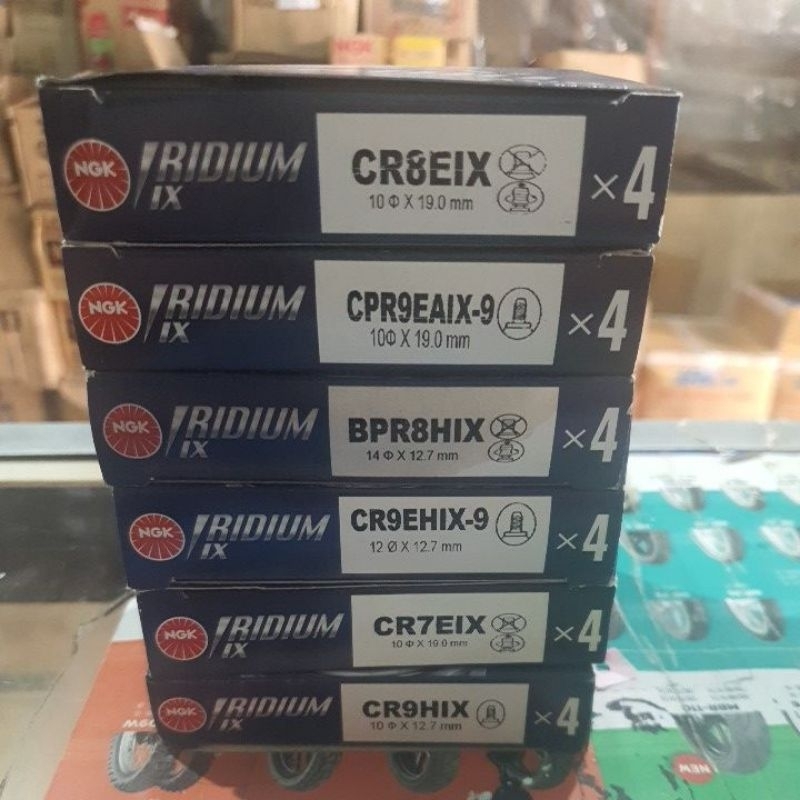 NGK IRIDIUM IX CR8EIX 10 Φ X 19.0 mm ×4
NGK IRIDIUM IX CPR9EAIX-9 10Φ X 19.0 mm ×4
NGK IRIDIUM IX BPR8HIX 14 Φ X 12.7 mm ×4
NGK IRIDIUM IX CR9EHIX-9 12 Ø X 12.7 mm ×4
NGK IRIDIUM IX CR7EIX 10 Φ X 19.0 mm ×4
NGK IRIDIUM IX CR9HIX 10 Φ X 12.7 mm ×4
NEW